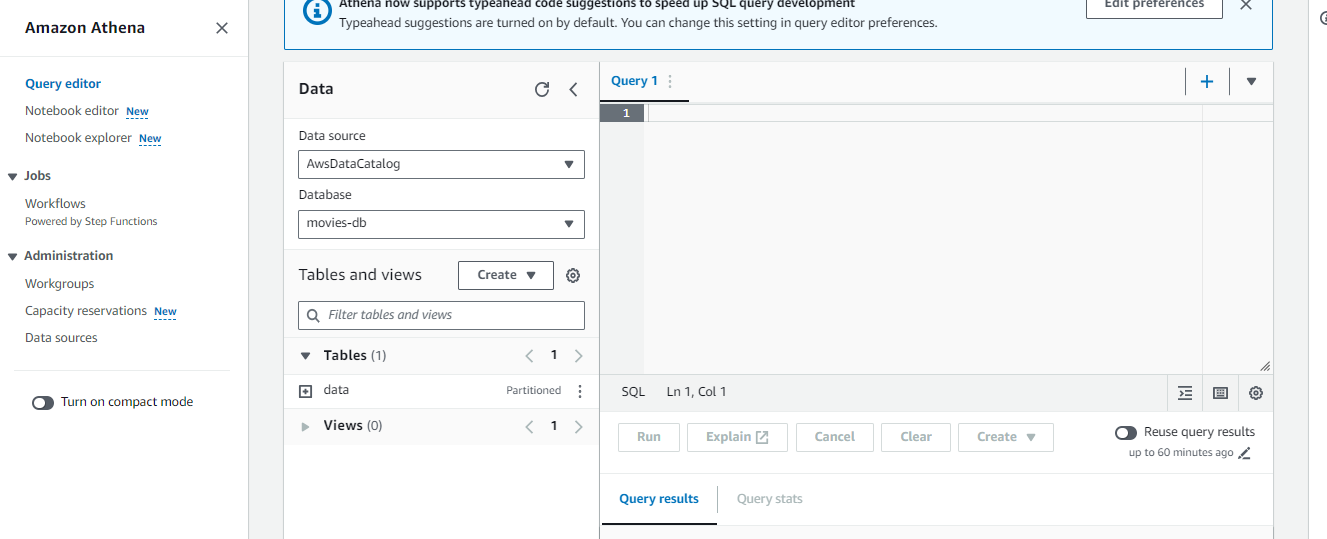 Amazon Athena
Query editor
Notebook editor New
Notebook explorer New
Jobs
Workflows
Powered by Step Functions
Administration
Workgroups
Capacity reservations New
Data sources
Turn on compact mode
Athena now supports typeahead code suggestions to speed up SQL query development
Typeahead suggestions are turned on by default. You can change this setting in query editor preferences.
Edit preferences
Data
Data source
AwsDataCatalog
Database
movies-db
Tables and views Create
Filter tables and views
Tables (1) 1
data Partitioned
Views (0) 1
Query 1
1
SQL Ln 1, Col 1
Run Explain Cancel Clear Create
Reuse query results
up to 60 minutes ago
Query results Query stats